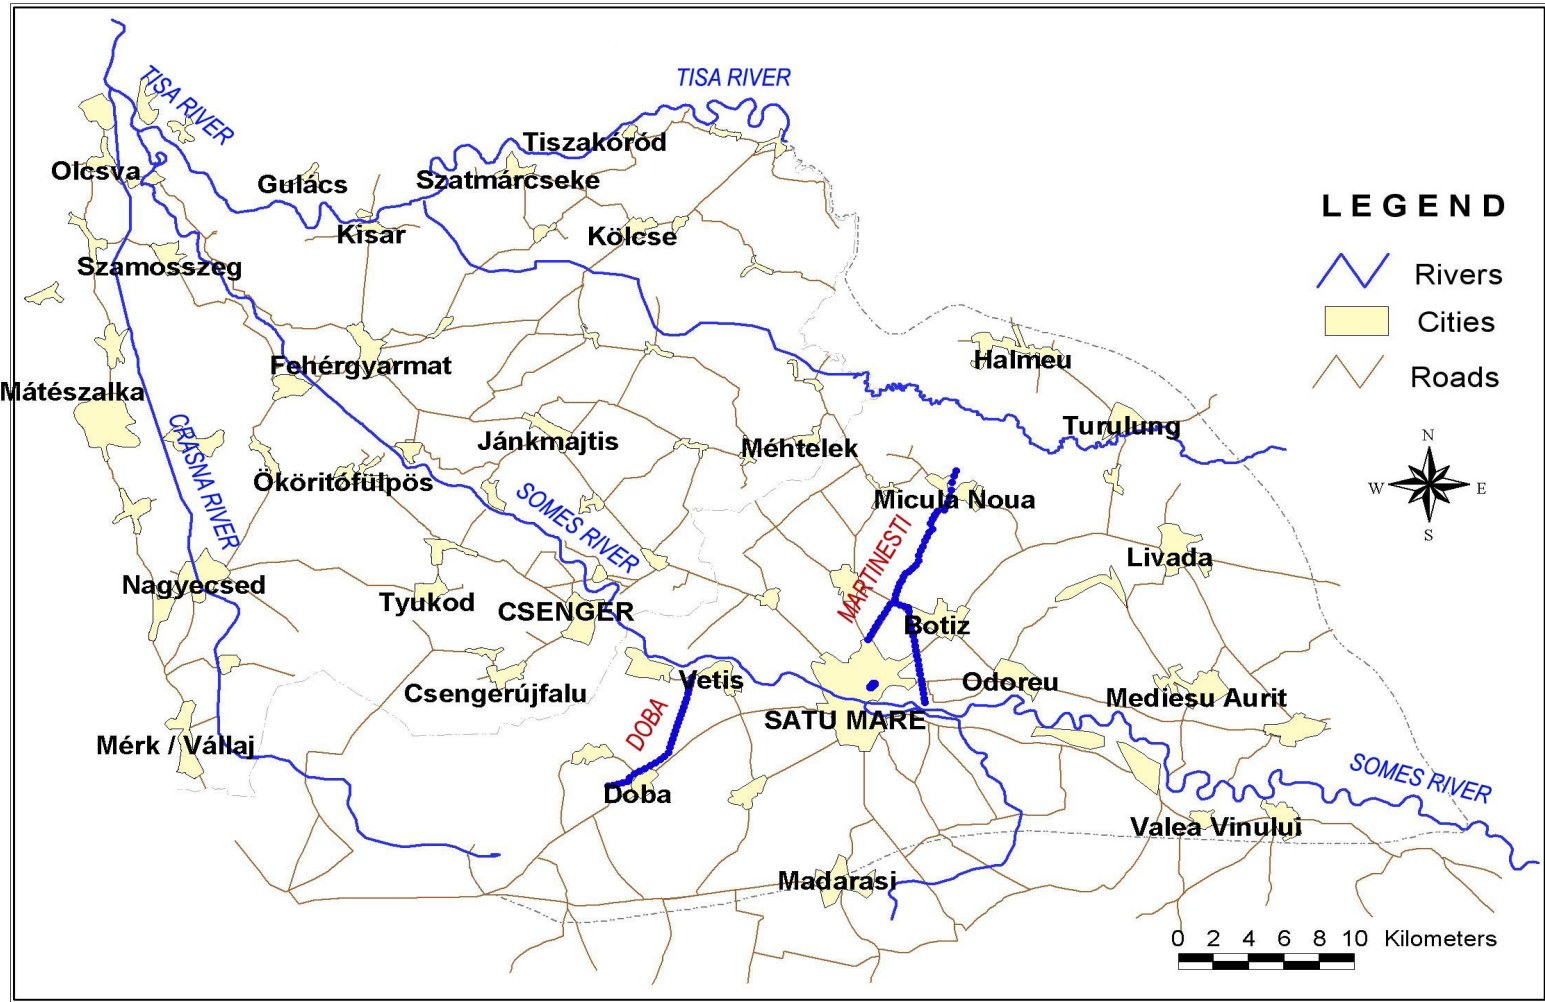 TISA RIVER
TISA RIVER
Tiszakóród
Olcsva
Gulács
Szatmárcseke
L E G E N D
Kisar
Kölcse
Szamosszeg
Rivers
Cities
Halmeu
Fehérgyarmat
Roads
Mátészalka
CRASNA RIVER
Turulung
Jánkmajtis
Méhtelek
N
W
E
S
Ököritófülpös
SOMES RIVER
Micula Noua
MARTINESTI
Livada
Nagyecsed
Tyukod
CSENGER
Botiz
Csengerújfalu
Vetis
Odoreu
Mediesu Aurit
SATU MARE
DOBA
Mérk / Vállaj
SOMES RIVER
Doba
Valea Vinului
Madarasi
0 2 4 6 8 10 Kilometers